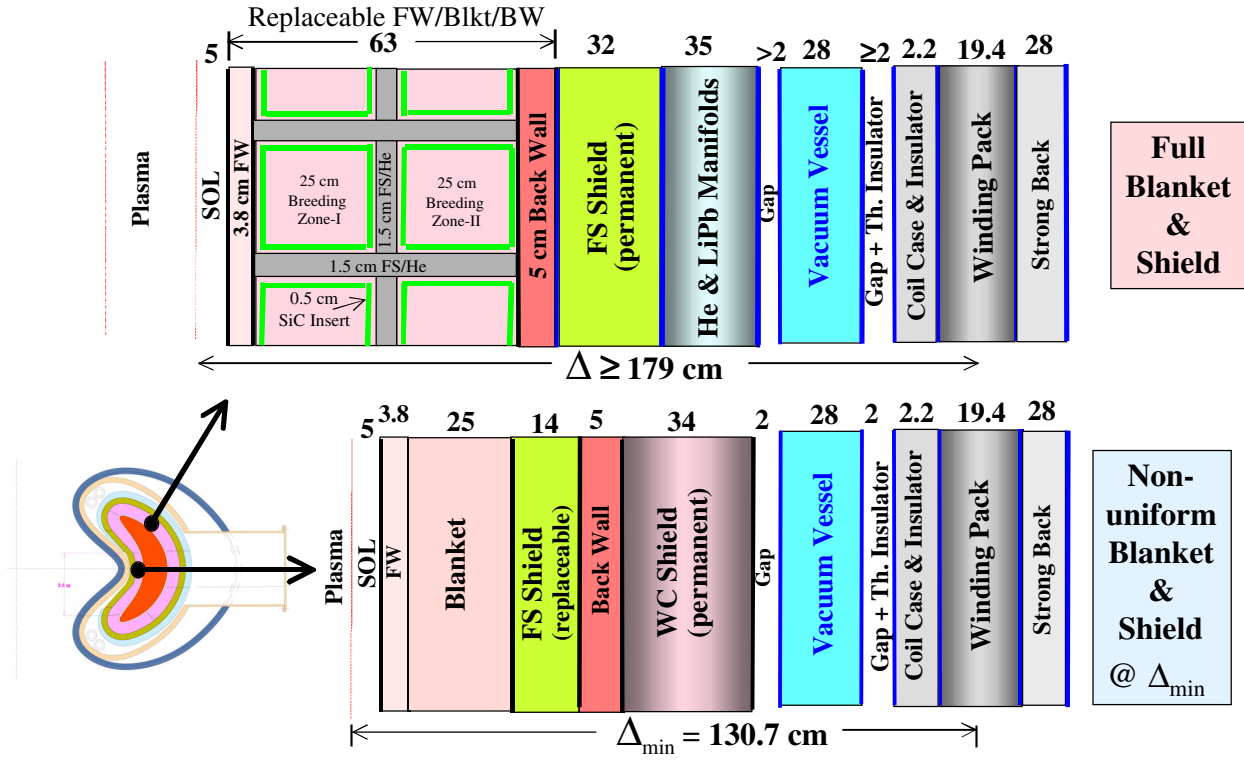 Replaceable FW/Blkt/BW
5
63
32
35
>2
28
≥2
2.2
19.4
28
Plasma
SOL
3.8 cm FW
25 cm
Breeding
Zone-I
1.5 cm FS/He
25 cm
Breeding
Zone-II
1.5 cm FS/He
0.5 cm
SiC Insert
5 cm Back Wall
FS Shield
(permanent)
He & LiPb Manifolds
Gap
Vacuum Vessel
Gap + Th. Insulator
Coil Case & Insulator
Winding Pack
Strong Back
Full
Blanket
&
Shield
Δ ≥ 179 cm
5
3.8
25
14
5
34
2
28
2
2.2
19.4
28
Plasma
SOL
FW
Blanket
FS Shield
(replaceable)
Back Wall
WC Shield
(permanent)
Gap
Vacuum Vessel
Gap + Th. Insulator
Coil Case & Insulator
Winding Pack
Strong Back
Non-
uniform
Blanket
&
Shield
@ Δmin
Δmin = 130.7 cm